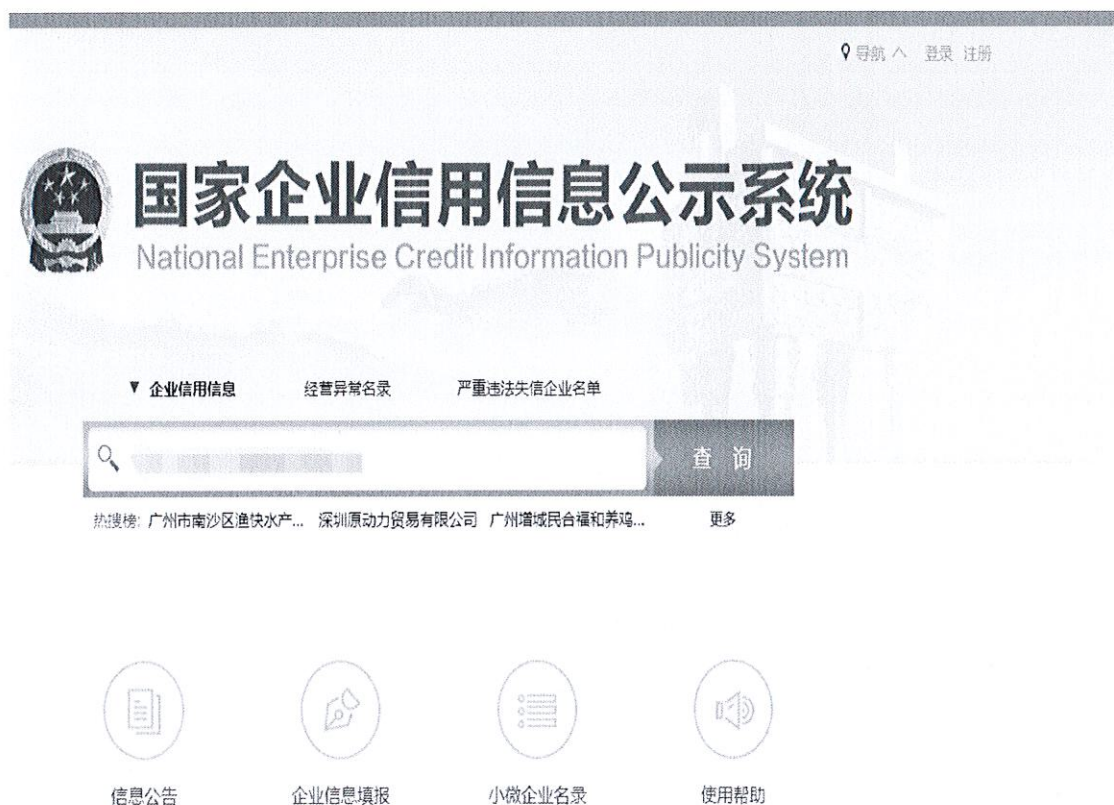 导航 登录 注册
国家企业信用信息公示系统
National Enterprise Credit Information Publicity System
企业信用信息 经营异常名录 严重违法失信企业名单
查 询
热搜榜: 广州市南沙区渔快水产... 深圳原动力贸易有限公司 广州增城民合福和养鸡... 更多
信息公告 企业信息填报 小微企业名录 使用帮助